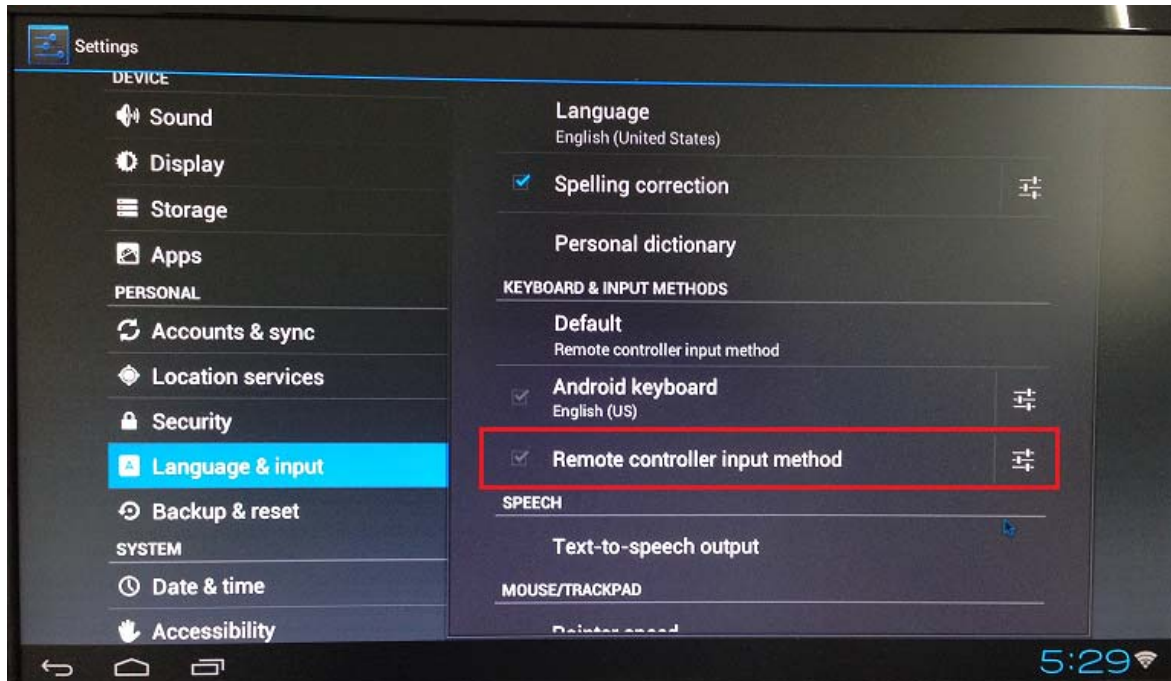 Settings
DEVICE
Sound
Display
Storage
Apps
PERSONAL
Accounts & sync
Location services
Security
Language & input
Backup & reset
SYSTEM
Date & time
Accessibility
Language
English (United States)
Spelling correction
Personal dictionary
KEYBOARD & INPUT METHODS
Default
Remote controller input method
Android keyboard
English (US)
Remote controller input method
SPEECH
Text-to-speech output
MOUSE/TRACKPAD
Pointer speed
5:29